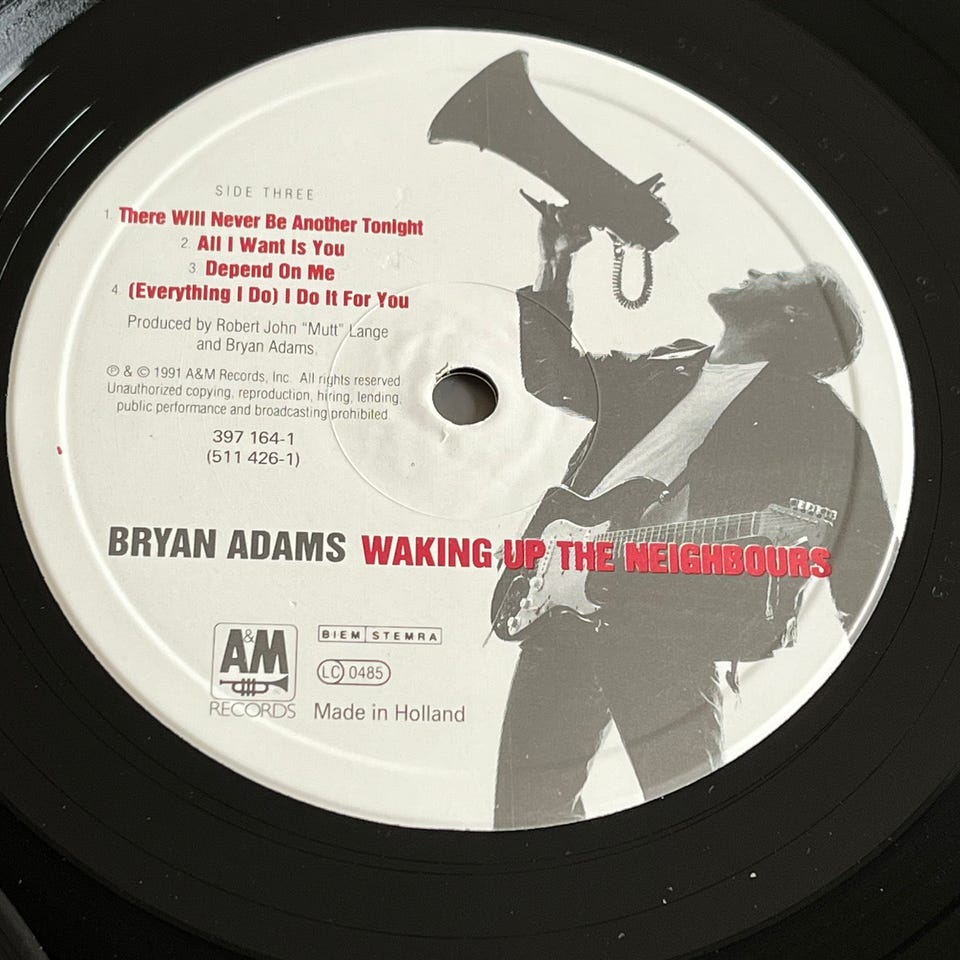 SIDE THREE
1. There Will Never Be Another Tonight
2. All I Want Is You
3 Depend On Me
4. (Everything I Do) I Do It For You
Produced by Robert John "Mutt" Lange
and Bryan Adams.
℗ & © 1991 A&M Records, Inc. All rights reserved.
Unauthorized copying, reproduction, hiring, lending,
public performance and broadcasting prohibited.
397 164-1
(511 426-1)
BRYAN ADAMS WAKING UP THE NEIGHBOURS
A&M
RECORDS
BIEM STEMRA
LC 0485
Made in Holland